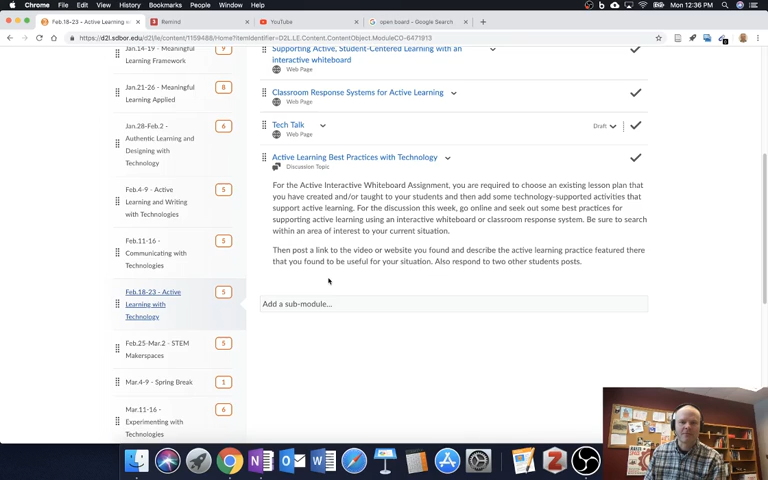 Chrome File Edit View History Bookmarks People Window Help
Mon 12:36 PM
Feb.18-23 – Active Learning w
Remind
YouTube
open board - Google Search
https://d2l.sdbor.edu/d2l/le/content/1159488/Home?itemIdentifier=D2L.LE.Content.ContentObject.ModuleCO-6471913
Jan.14-19 - Meaningful
Learning Framework
Jan.21-26 - Meaningful
8
Learning Applied
Jan.28-Feb.2 -
6
Authentic Learning and
Designing with
Technology
Feb.4-9 - Active
5
Learning and Writing
with Technologies
Feb.11-16 -
5
Communicating with
Technologies
Feb.18-23 - Active
5
Learning with
Technology
Feb.25-Mar.2 - STEM
5
Makerspaces
Mar.4-9 - Spring Break
1
Mar.11-16 -
6
Experimenting with
Technologies
Supporting Active, Student-Centered Learning with an
interactive whiteboard
Web Page
Classroom Response Systems for Active Learning
Web Page
Tech Talk
Draft
Web Page
Active Learning Best Practices with Technology
Discussion Topic
For the Active Interactive Whiteboard Assignment, you are required to choose an existing lesson plan that
you have created and/or taught to your students and then add some technology-supported activities that
support active learning. For the discussion this week, go online and seek out some best practices for
supporting active learning using an interactive whiteboard or classroom response system. Be sure to search
within an area of interest to your current situation.
Then post a link to the video or website you found and describe the active learning practice featured there
that you found to be useful for your situation. Also respond to two other students posts.
Add a sub-module...